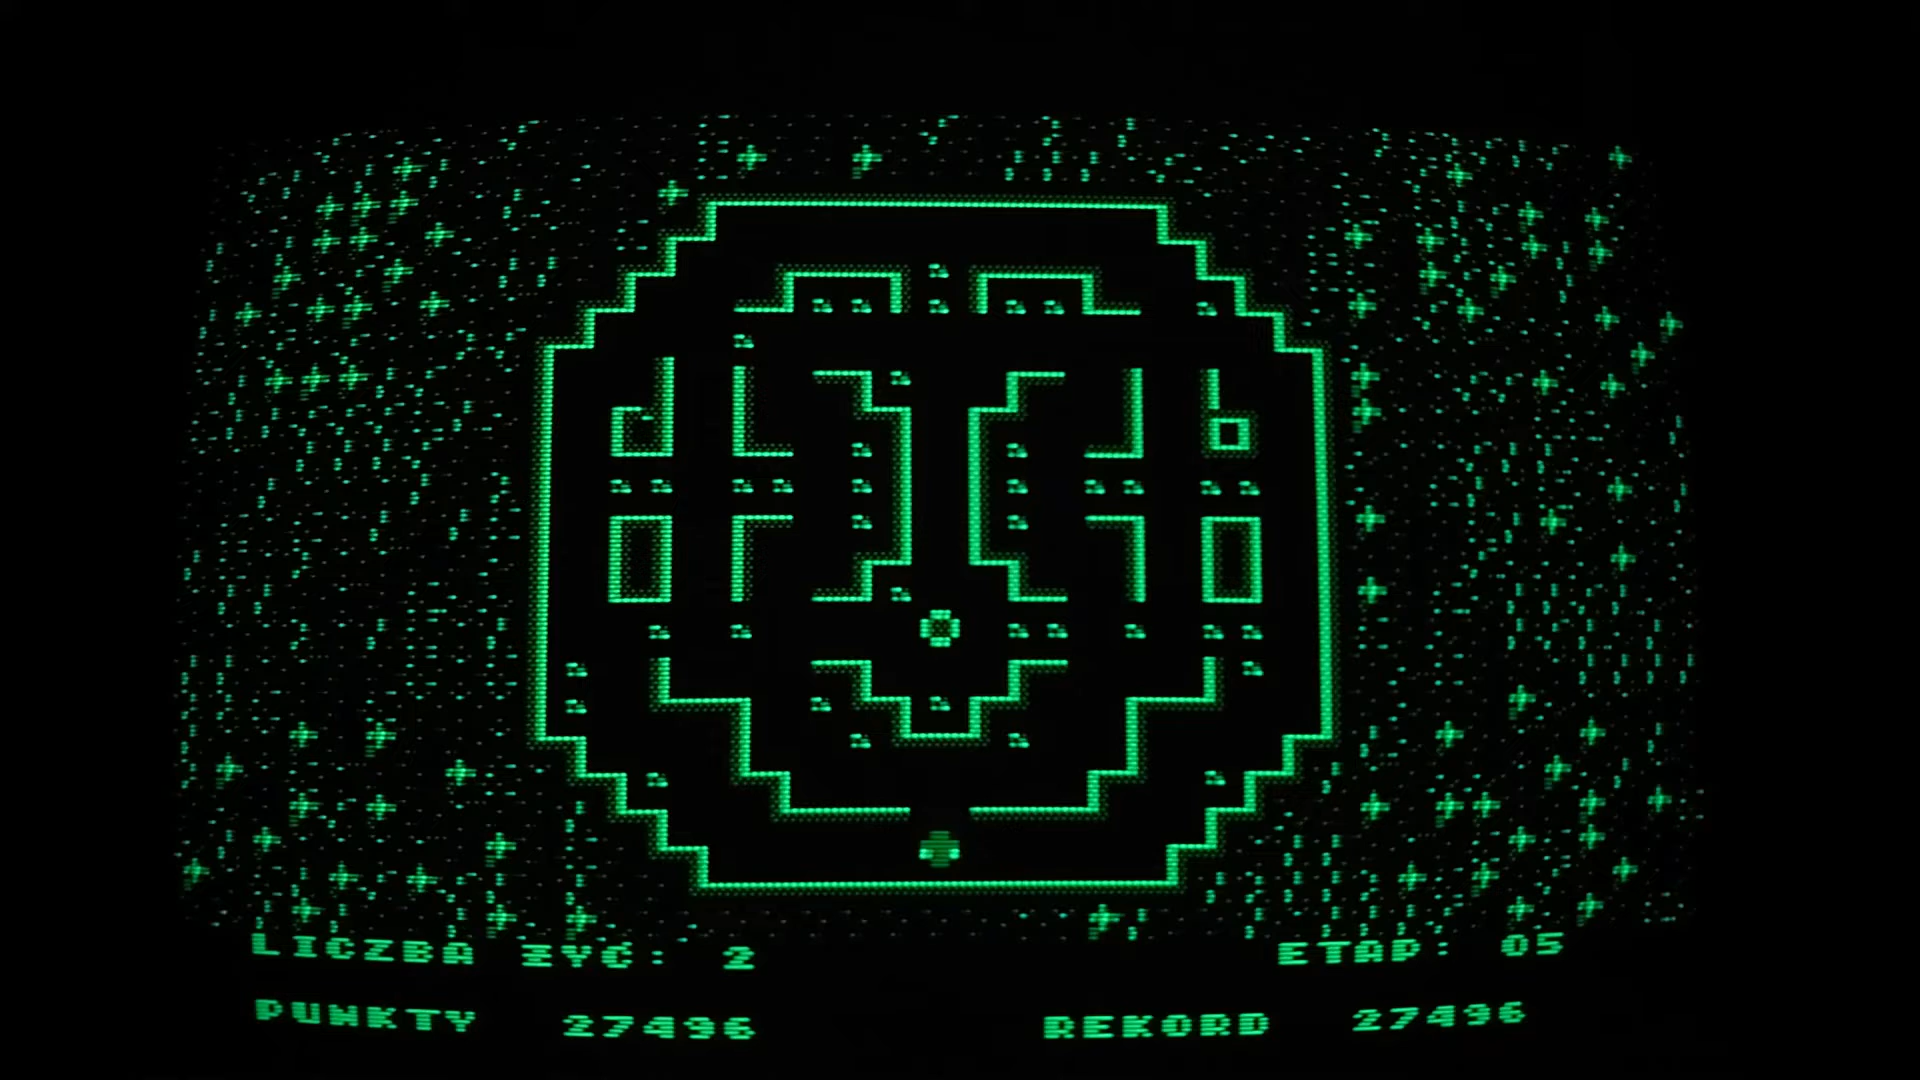 LICZBA ŻYĆ: 2 ETAP: 05
PUNKTY 27496 REKORD 27496